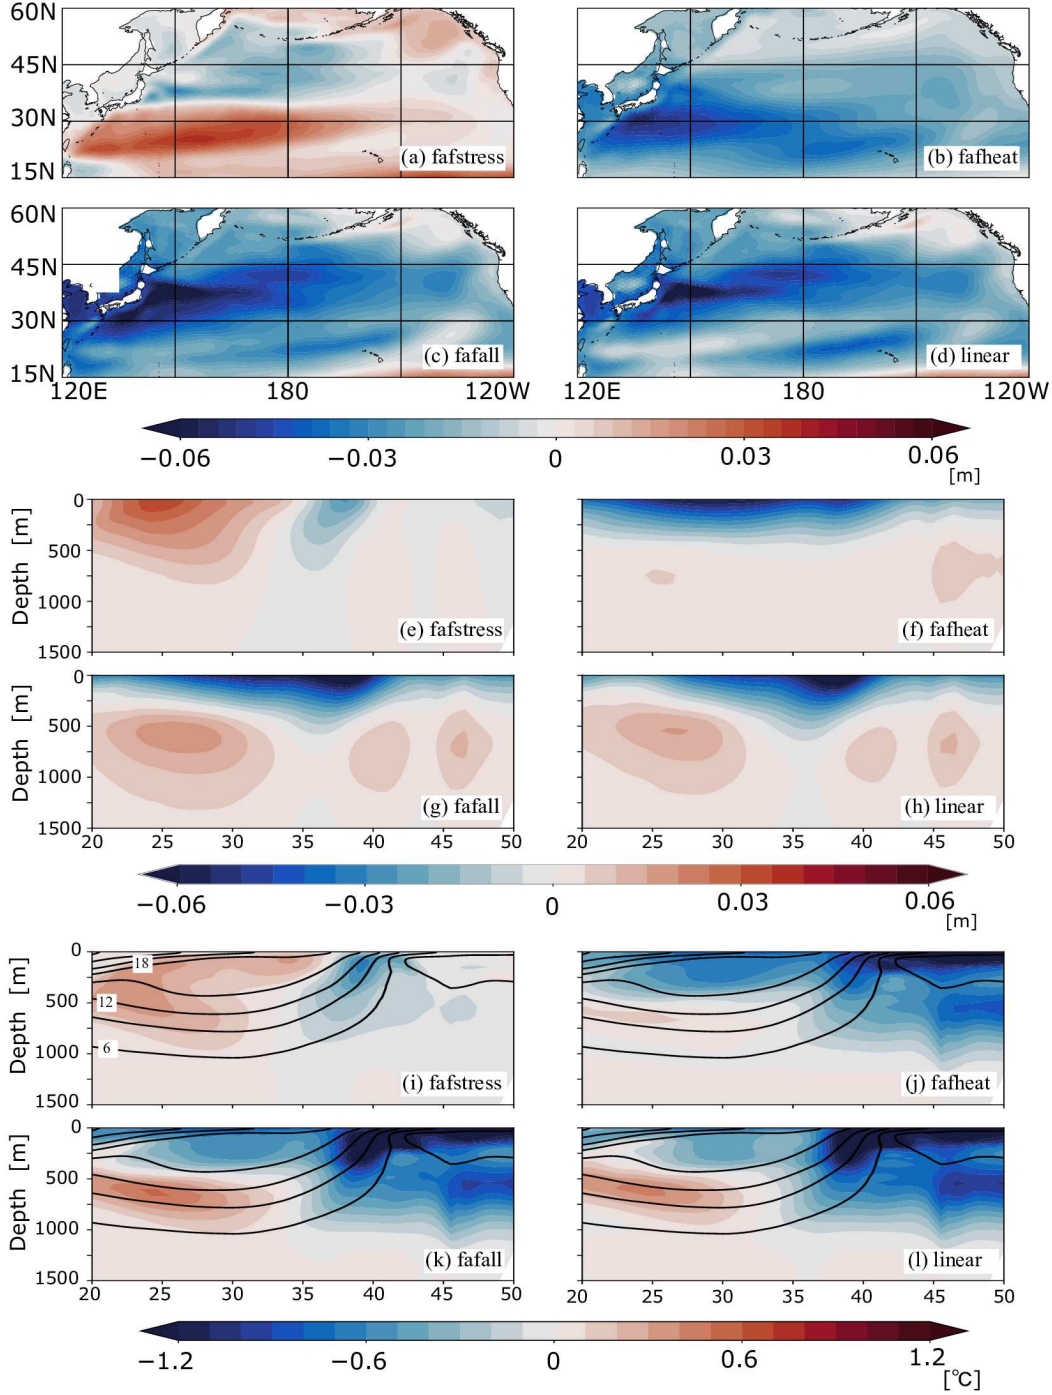 60N
45N
30N
15N
(a) fafstress
(b) fafheat
60N
45N
30N
15N
(c) fafall
(d) linear
120E 180 120W
120E 180 120W
−0.06 −0.03 0 0.03 0.06
[m]
Depth [m]
0
500
1000
1500
(e) fafstress
(f) fafheat
Depth [m]
0
500
1000
1500
(g) fafall
(h) linear
20 25 30 35 40 45 50
20 25 30 35 40 45 50
−0.06 −0.03 0 0.03 0.06
[m]
Depth [m]
0
500
1000
1500
18
12
6
(i) fafstress
(j) fafheat
Depth [m]
0
500
1000
1500
(k) fafall
(l) linear
20 25 30 35 40 45 50
20 25 30 35 40 45 50
−1.2 −0.6 0 0.6 1.2
[°C]